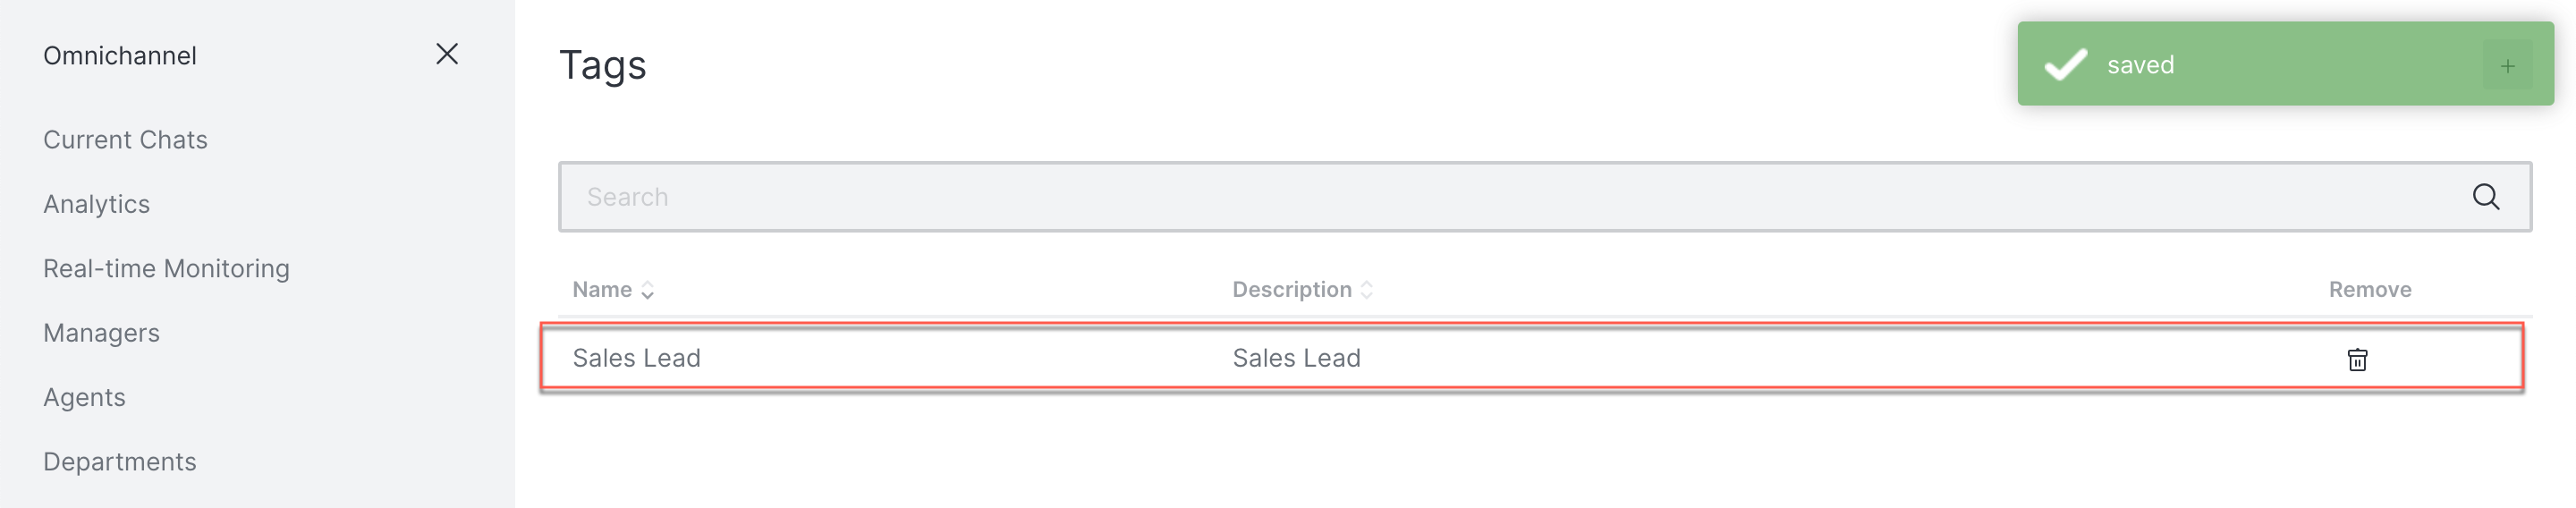 Omnichannel
Current Chats
Analytics
Real-time Monitoring
Managers
Agents
Departments
Tags
saved
Search
Name Description Remove
Sales Lead Sales Lead